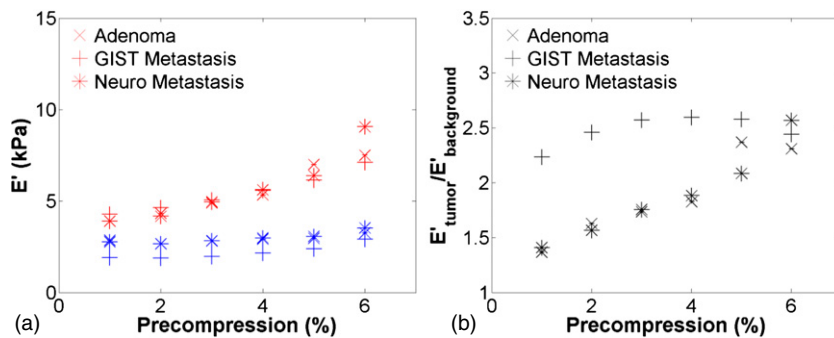 15
10
5
0
0
2
4
6
E' (kPa)
Precompression (%)
Adenoma
GIST Metastasis
Neuro Metastasis
(a)
3.5
3
2.5
2
1.5
1
0
2
4
6
E'tumor/E'background
Precompression (%)
Adenoma
GIST Metastasis
Neuro Metastasis
(b)